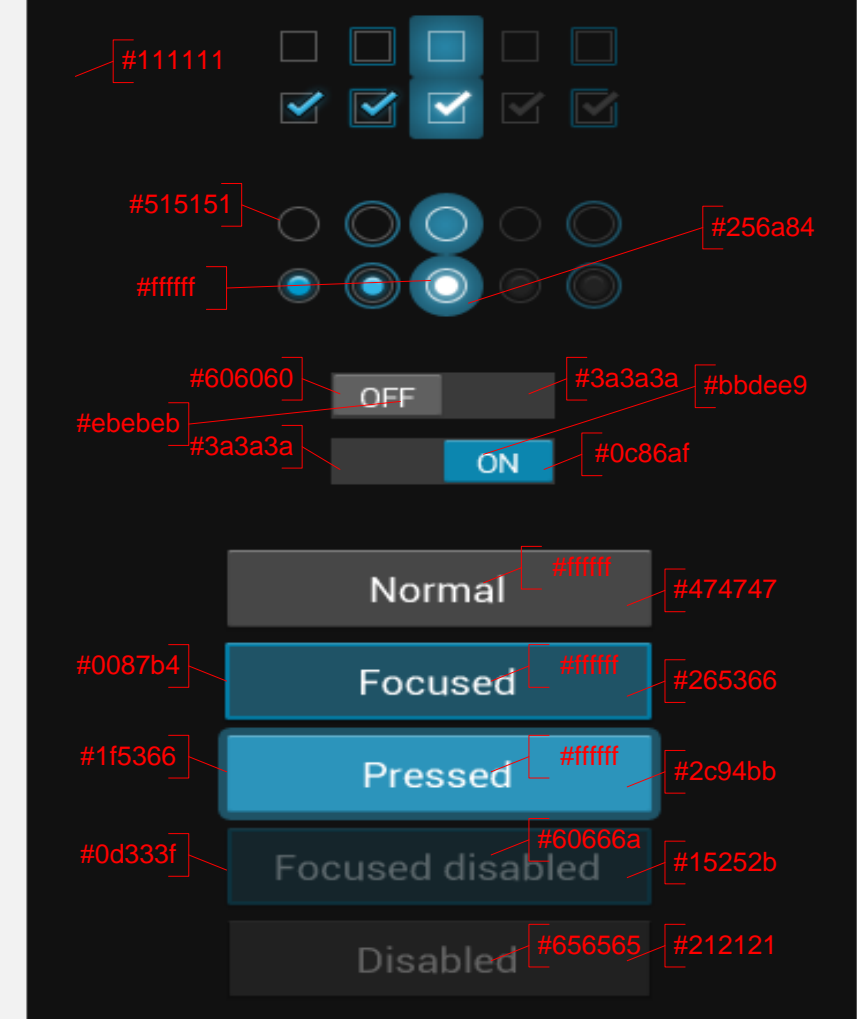 #111111
#515151
#256a84
#ffffff
#606060
OFF
#3a3a3a
#bbdee9
#ebebeb
#3a3a3a
ON
#0c86af
#ffffff
Normal
#474747
#0087b4
#ffffff
Focused
#265366
#1f5366
#ffffff
Pressed
#2c94bb
#60666a
#0d333f
Focused disabled
#15252b
#656565
#212121
Disabled